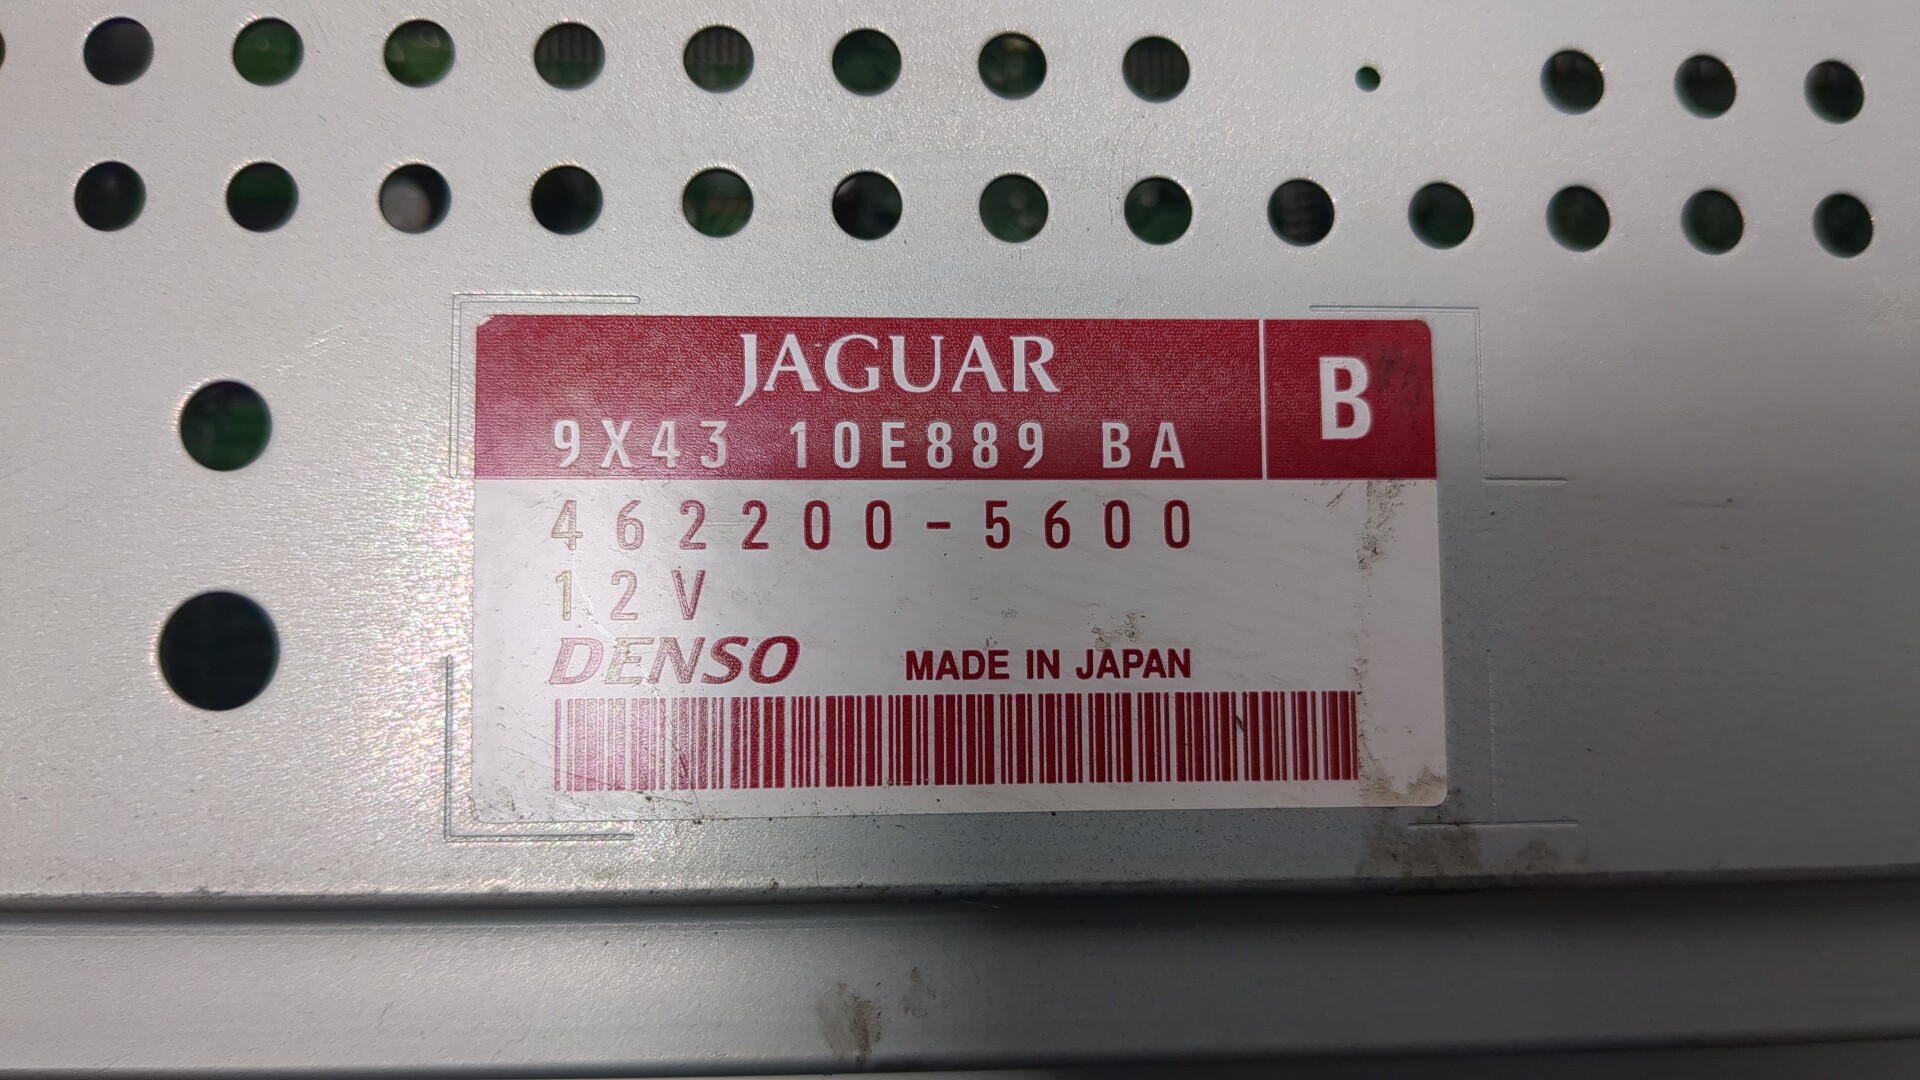 JAGUAR
9X43 10E889 BA
B
462200-5600
12V
DENSO MADE IN JAPAN